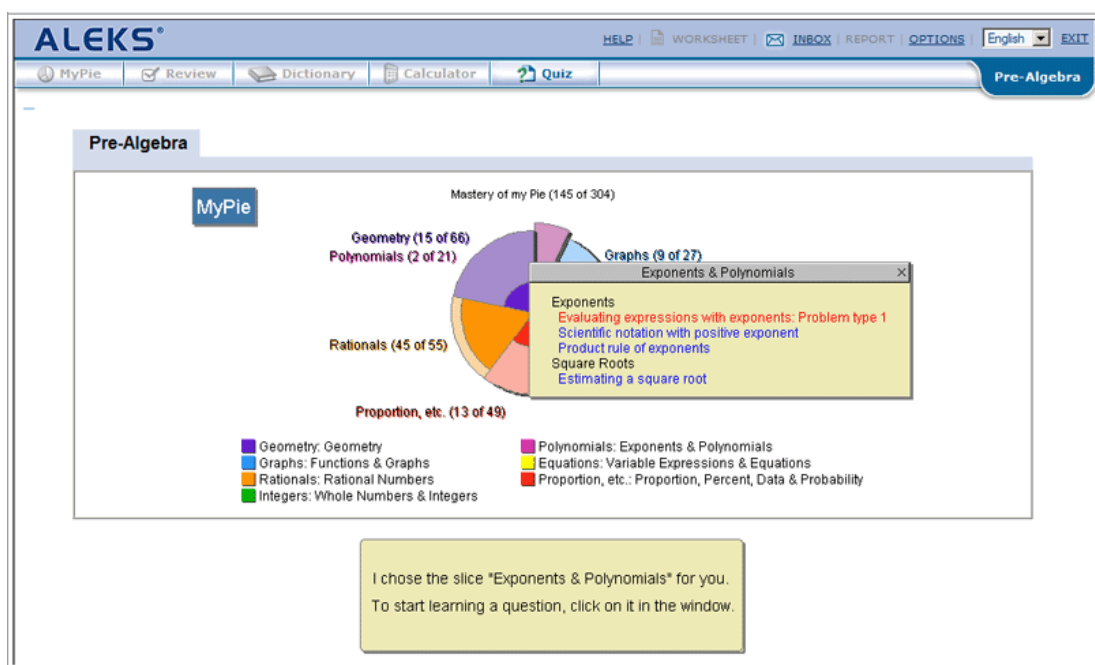 ALEKS®
HELP | WORKSHEET | INBOX | REPORT | OPTIONS | English EXIT
MyPie Review Dictionary Calculator Quiz
Pre-Algebra
Pre-Algebra
MyPie
Mastery of my Pie (145 of 304)
Geometry (15 of 66)
Polynomials (2 of 21)
Graphs (9 of 27)
Rationals (45 of 55)
Proportion, etc. (13 of 49)
Exponents & Polynomials X
Exponents
Evaluating expressions with exponents: Problem type 1
Scientific notation with positive exponent
Product rule of exponents
Square Roots
Estimating a square root
Geometry: Geometry
Graphs: Functions & Graphs
Rationals: Rational Numbers
Integers: Whole Numbers & Integers
Polynomials: Exponents & Polynomials
Equations: Variable Expressions & Equations
Proportion, etc.: Proportion, Percent, Data & Probability
I chose the slice "Exponents & Polynomials" for you.
To start learning a question, click on it in the window.